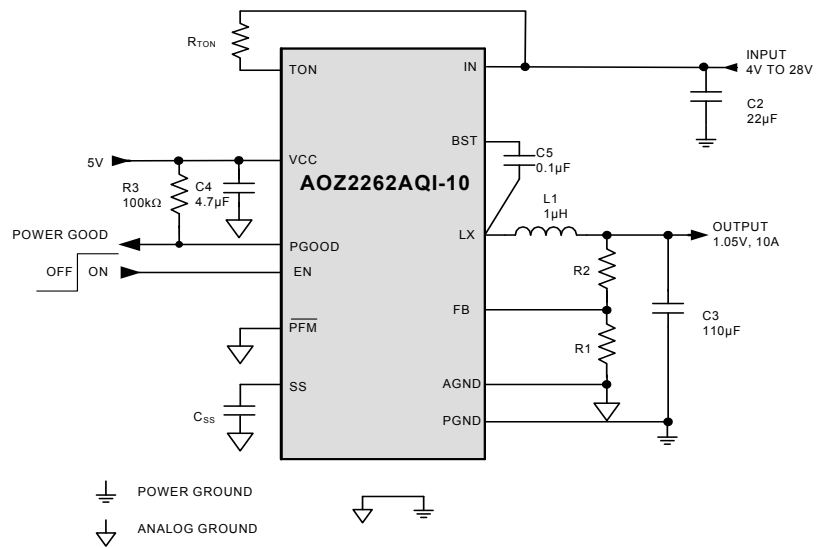 R_TON
TON
IN
INPUT
4V TO 28V
C2
22µF
BST
5V
VCC
C5
0.1µF
AOZ2262AQI-10
R3
100kΩ
C4
4.7µF
L1
1µH
POWER GOOD
PGOOD
LX
OUTPUT
1.05V, 10A
OFF
ON
EN
R2
FB
C3
110µF
PFM
R1
SS
AGND
C_SS
PGND
POWER GROUND
ANALOG GROUND